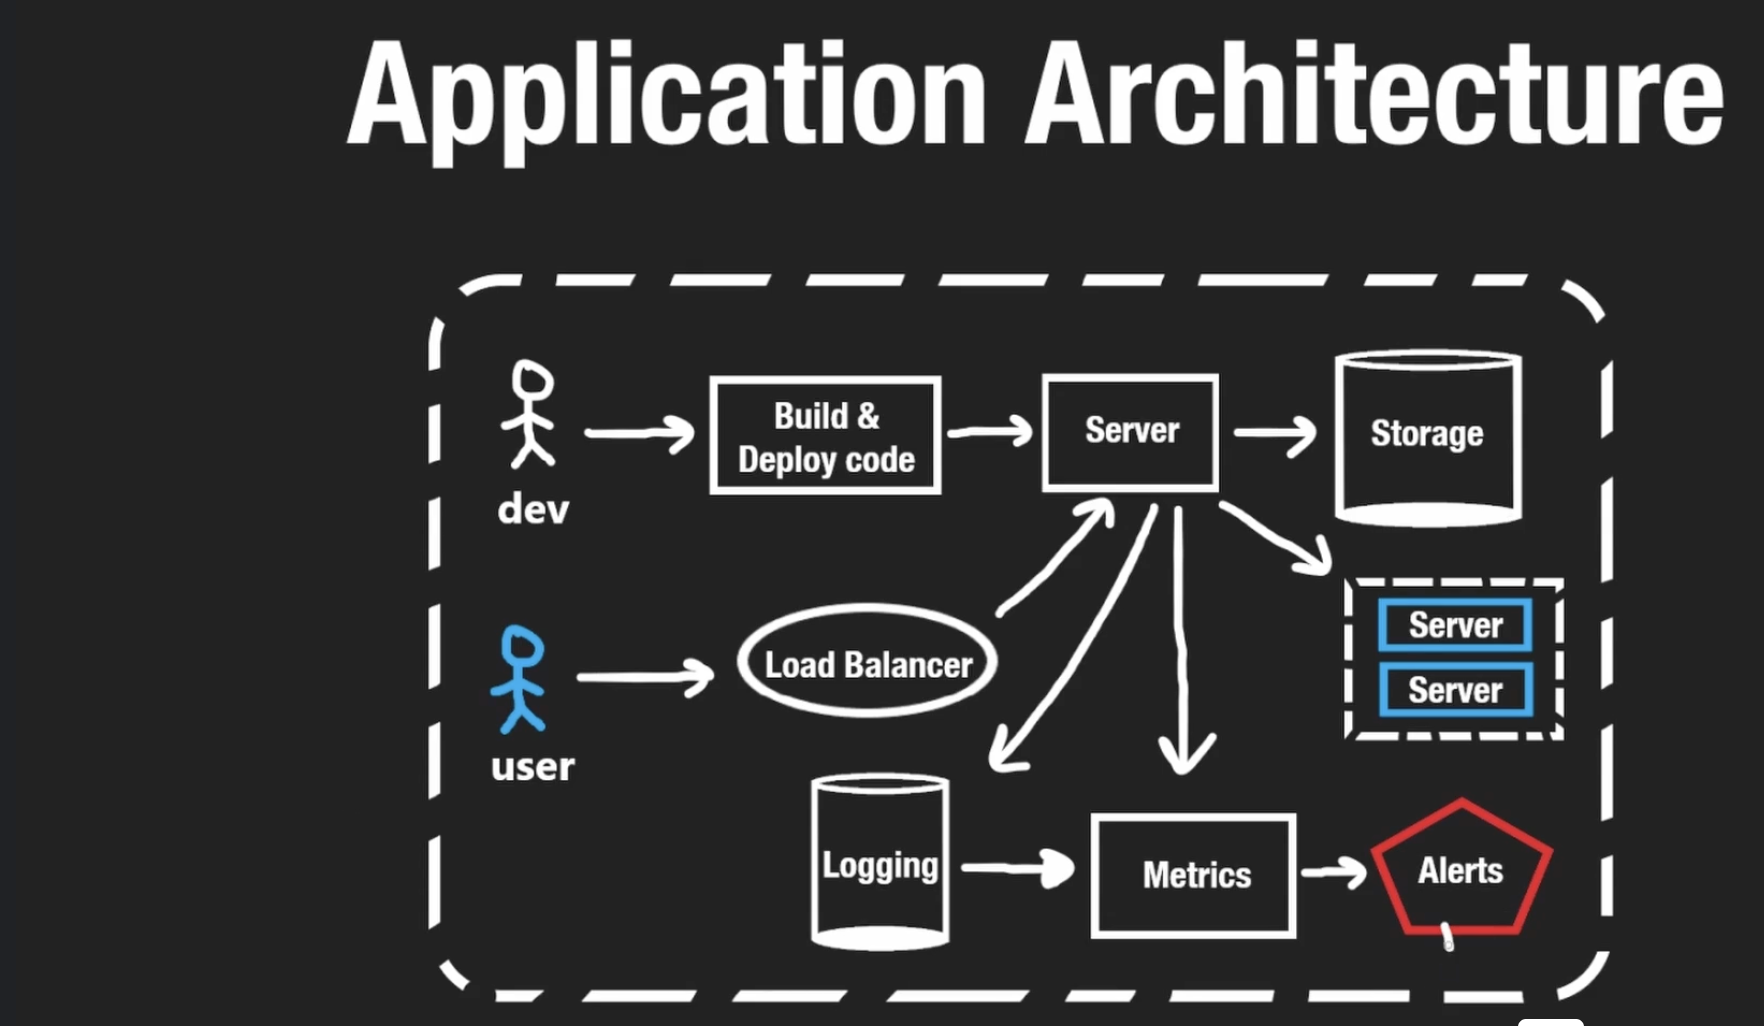 Application Architecture
Build &
Deploy code
Server
Storage
dev
Server
Load Balancer
Server
user
Logging
Metrics
Alerts